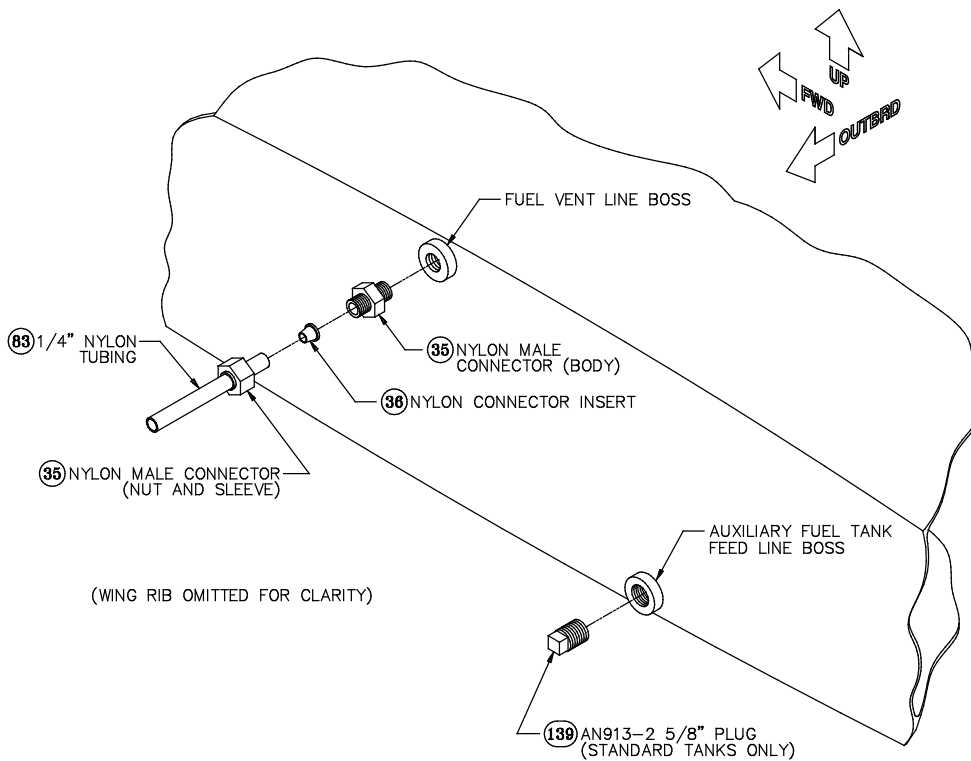 UP
FWD
OUTBRD
FUEL VENT LINE BOSS
83 1/4" NYLON
TUBING
35 NYLON MALE
CONNECTOR (BODY)
36 NYLON CONNECTOR INSERT
35 NYLON MALE CONNECTOR
(NUT AND SLEEVE)
AUXILIARY FUEL TANK
FEED LINE BOSS
(WING RIB OMITTED FOR CLARITY)
139 AN913-2 5/8" PLUG
(STANDARD TANKS ONLY)